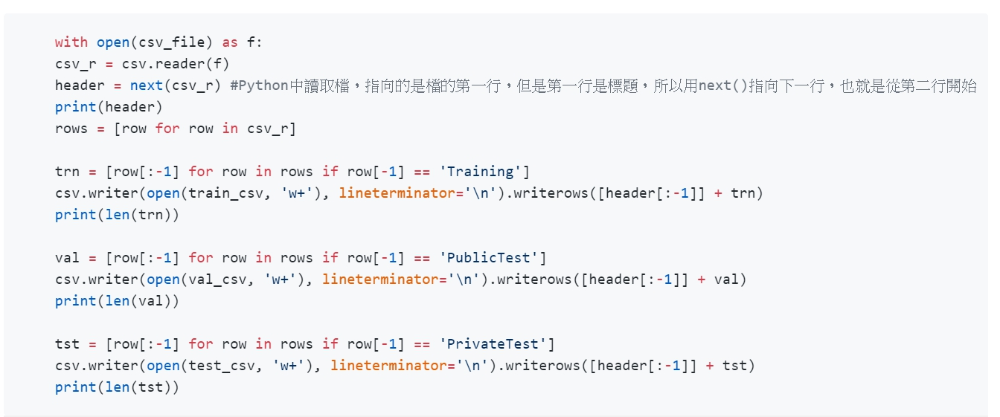 with open(csv_file) as f:
csv_r = csv.reader(f)
header = next(csv_r) #Python中讀取檔，指向的是檔的第一行，但是第一行是標題，所以用next()指向下一行，也就是從第二行開始
print(header)
rows = [row for row in csv_r]
trn = [row[:-1] for row in rows if row[-1] == 'Training']
csv.writer(open(train_csv, 'w+'), lineterminator='\n').writerows([header[:-1]] + trn)
print(len(trn))
val = [row[:-1] for row in rows if row[-1] == 'PublicTest']
csv.writer(open(val_csv, 'w+'), lineterminator='\n').writerows([header[:-1]] + val)
print(len(val))
tst = [row[:-1] for row in rows if row[-1] == 'PrivateTest']
csv.writer(open(test_csv, 'w+'), lineterminator='\n').writerows([header[:-1]] + tst)
print(len(tst))